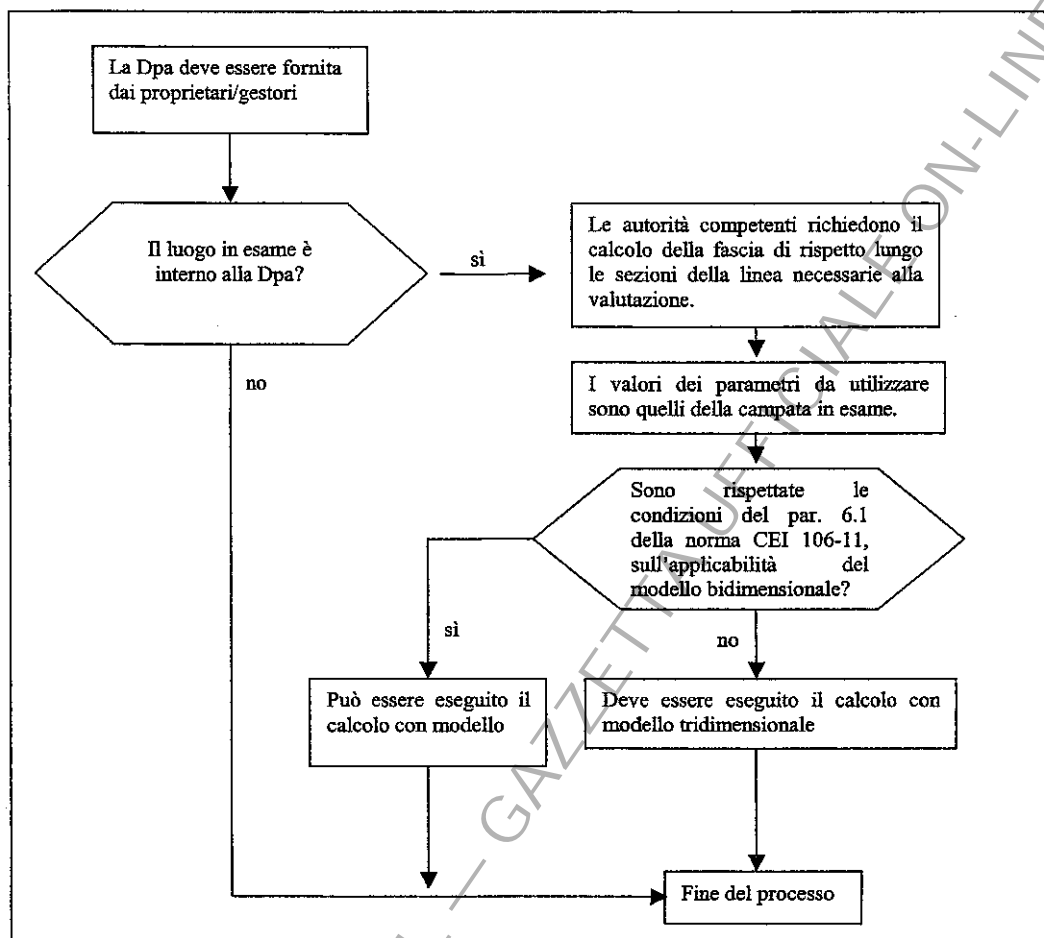 La Dpa deve essere fornita
dai proprietari/gestori
Il luogo in esame è
interno alla Dpa?
sì
no
Le autorità competenti richiedono il
calcolo della fascia di rispetto lungo
le sezioni della linea necessarie alla
valutazione.
I valori dei parametri da utilizzare
sono quelli della campata in esame.
Sono rispettate le
condizioni del par. 6.1
della norma CEI 106-11,
sull'applicabilità del
modello bidimensionale?
sì
no
Può essere eseguito il
calcolo con modello
Deve essere eseguito il calcolo con
modello tridimensionale
Fine del processo
— GAZZETTA UFFICIALE ON-LINE